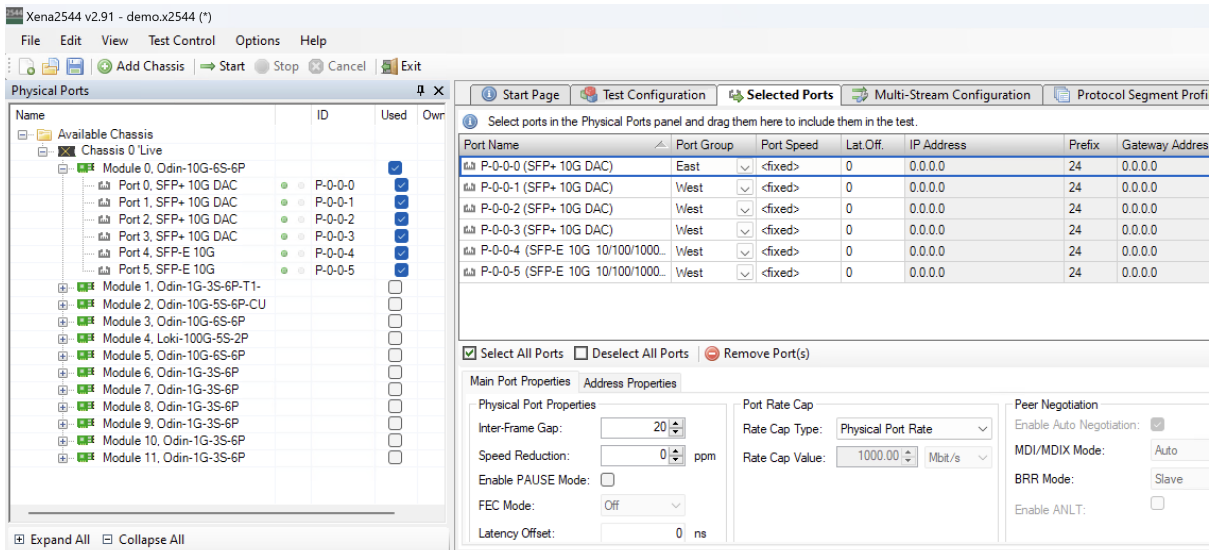 2544 Xena2544 v2.91 - demo.x2544 (*)
File Edit View Test Control Options Help
Add Chassis Start Stop Cancel Exit
Physical Ports
Name ID Used Own
Available Chassis
Chassis 0 'Live
Module 0, Odin-10G-6S-6P
Port 0, SFP+ 10G DAC P-0-0-0
Port 1, SFP+ 10G DAC P-0-0-1
Port 2, SFP+ 10G DAC P-0-0-2
Port 3, SFP+ 10G DAC P-0-0-3
Port 4, SFP-E 10G P-0-0-4
Port 5, SFP-E 10G P-0-0-5
Module 1, Odin-1G-3S-6P-T1-
Module 2, Odin-10G-5S-6P-CU
Module 3, Odin-10G-6S-6P
Module 4, Loki-100G-5S-2P
Module 5, Odin-10G-6S-6P
Module 6, Odin-1G-3S-6P
Module 7, Odin-1G-3S-6P
Module 8, Odin-1G-3S-6P
Module 9, Odin-1G-3S-6P
Module 10, Odin-1G-3S-6P
Module 11, Odin-1G-3S-6P
Expand All Collapse All
Start Page Test Configuration Selected Ports Multi-Stream Configuration Protocol Segment Profi
Select ports in the Physical Ports panel and drag them here to include them in the test.
Port Name Port Group Port Speed Lat.Off. IP Address Prefix Gateway Addres
P-0-0-0 (SFP+ 10G DAC) East <fixed> 0 0.0.0.0 24 0.0.0.0
P-0-0-1 (SFP+ 10G DAC) West <fixed> 0 0.0.0.0 24 0.0.0.0
P-0-0-2 (SFP+ 10G DAC) West <fixed> 0 0.0.0.0 24 0.0.0.0
P-0-0-3 (SFP+ 10G DAC) West <fixed> 0 0.0.0.0 24 0.0.0.0
P-0-0-4 (SFP-E 10G 10/100/1000... West <fixed> 0 0.0.0.0 24 0.0.0.0
P-0-0-5 (SFP-E 10G 10/100/1000... West <fixed> 0 0.0.0.0 24 0.0.0.0
Select All Ports Deselect All Ports Remove Port(s)
Main Port Properties Address Properties
Physical Port Properties
Inter-Frame Gap: 20
Speed Reduction: 0 ppm
Enable PAUSE Mode:
FEC Mode: Off
Latency Offset: 0 ns
Port Rate Cap
Rate Cap Type: Physical Port Rate
Rate Cap Value: 1000.00 Mbit/s
Peer Negotiation
Enable Auto Negotiation:
MDI/MDIX Mode: Auto
BRR Mode: Slave
Enable ANLT: